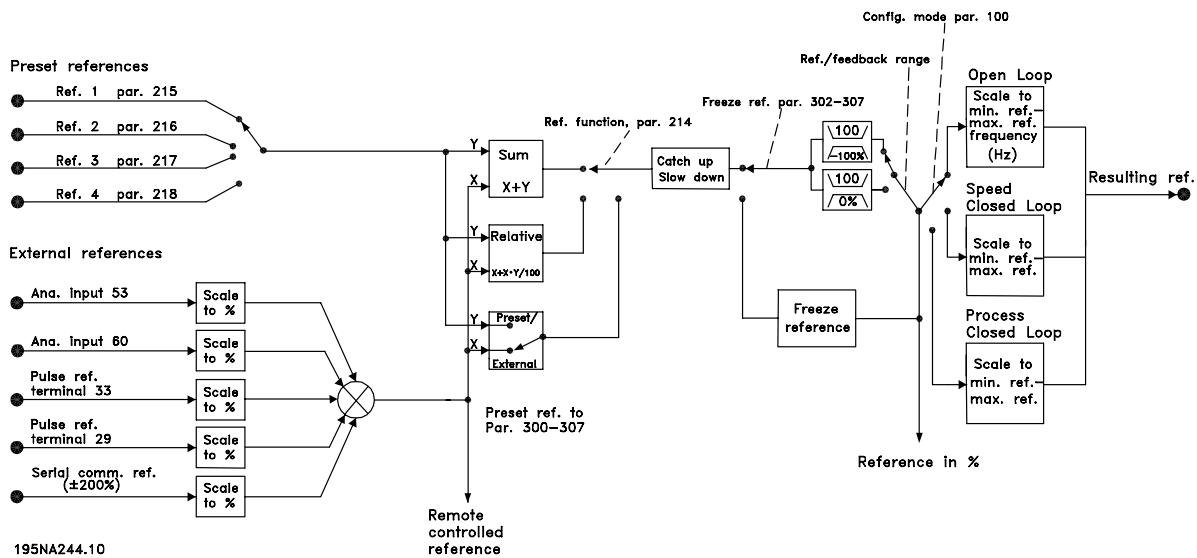 Config. mode par. 100
Ref./feedback range
Preset references
Open Loop
Ref. 1 par. 215
Freeze ref. par. 302-307
Scale to
min. ref.-
max. ref.
frequency
(Hz)
Ref. function, par. 214
Ref. 2 par. 216
Ref. 3 par. 217
Ref. 4 par. 218
Y
Sum
X
X+Y
Catch up
Slow down
100
-100%
100
0%
Resulting ref.
Speed
Closed Loop
Scale to
min. ref.-
max. ref.
Y
Relative
X
X+X·Y/100
External references
Ana. input 53
Scale
to %
Y
Preset/
X
External
Freeze
reference
Process
Closed Loop
Scale to
min. ref.-
max. ref.
Ana. input 60
Scale
to %
Pulse ref.
terminal 33
Scale
to %
Preset ref. to
Par. 300-307
Pulse ref.
terminal 29
Scale
to %
Reference in %
Serial comm. ref.
(±200%)
Scale
to %
Remote
controlled
reference
195NA244.10